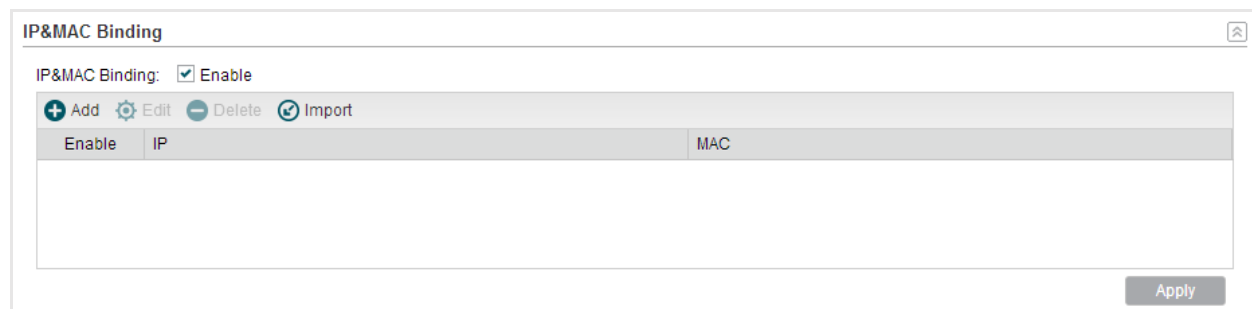 IP&MAC Binding
IP&MAC Binding: Enable
Add Edit Delete Import
Enable IP MAC
Apply